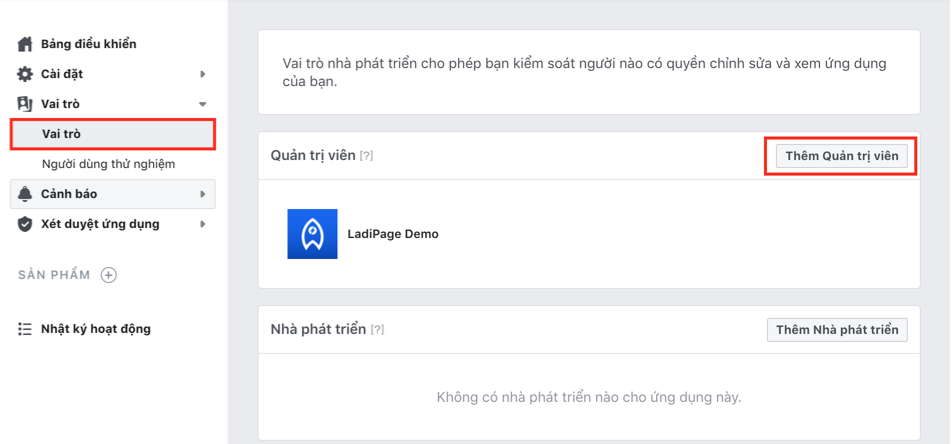 Bảng điều khiển
Cài đặt
Vai trò
Vai trò
Người dùng thử nghiệm
Cảnh báo
Xét duyệt ứng dụng
SẢN PHẨM
Nhật ký hoạt động
Vai trò nhà phát triển cho phép bạn kiểm soát người nào có quyền chỉnh sửa và xem ứng dụng
của bạn.
Quản trị viên [?]
Thêm Quản trị viên
LadiPage Demo
Nhà phát triển [?]
Thêm Nhà phát triển
Không có nhà phát triển nào cho ứng dụng này.